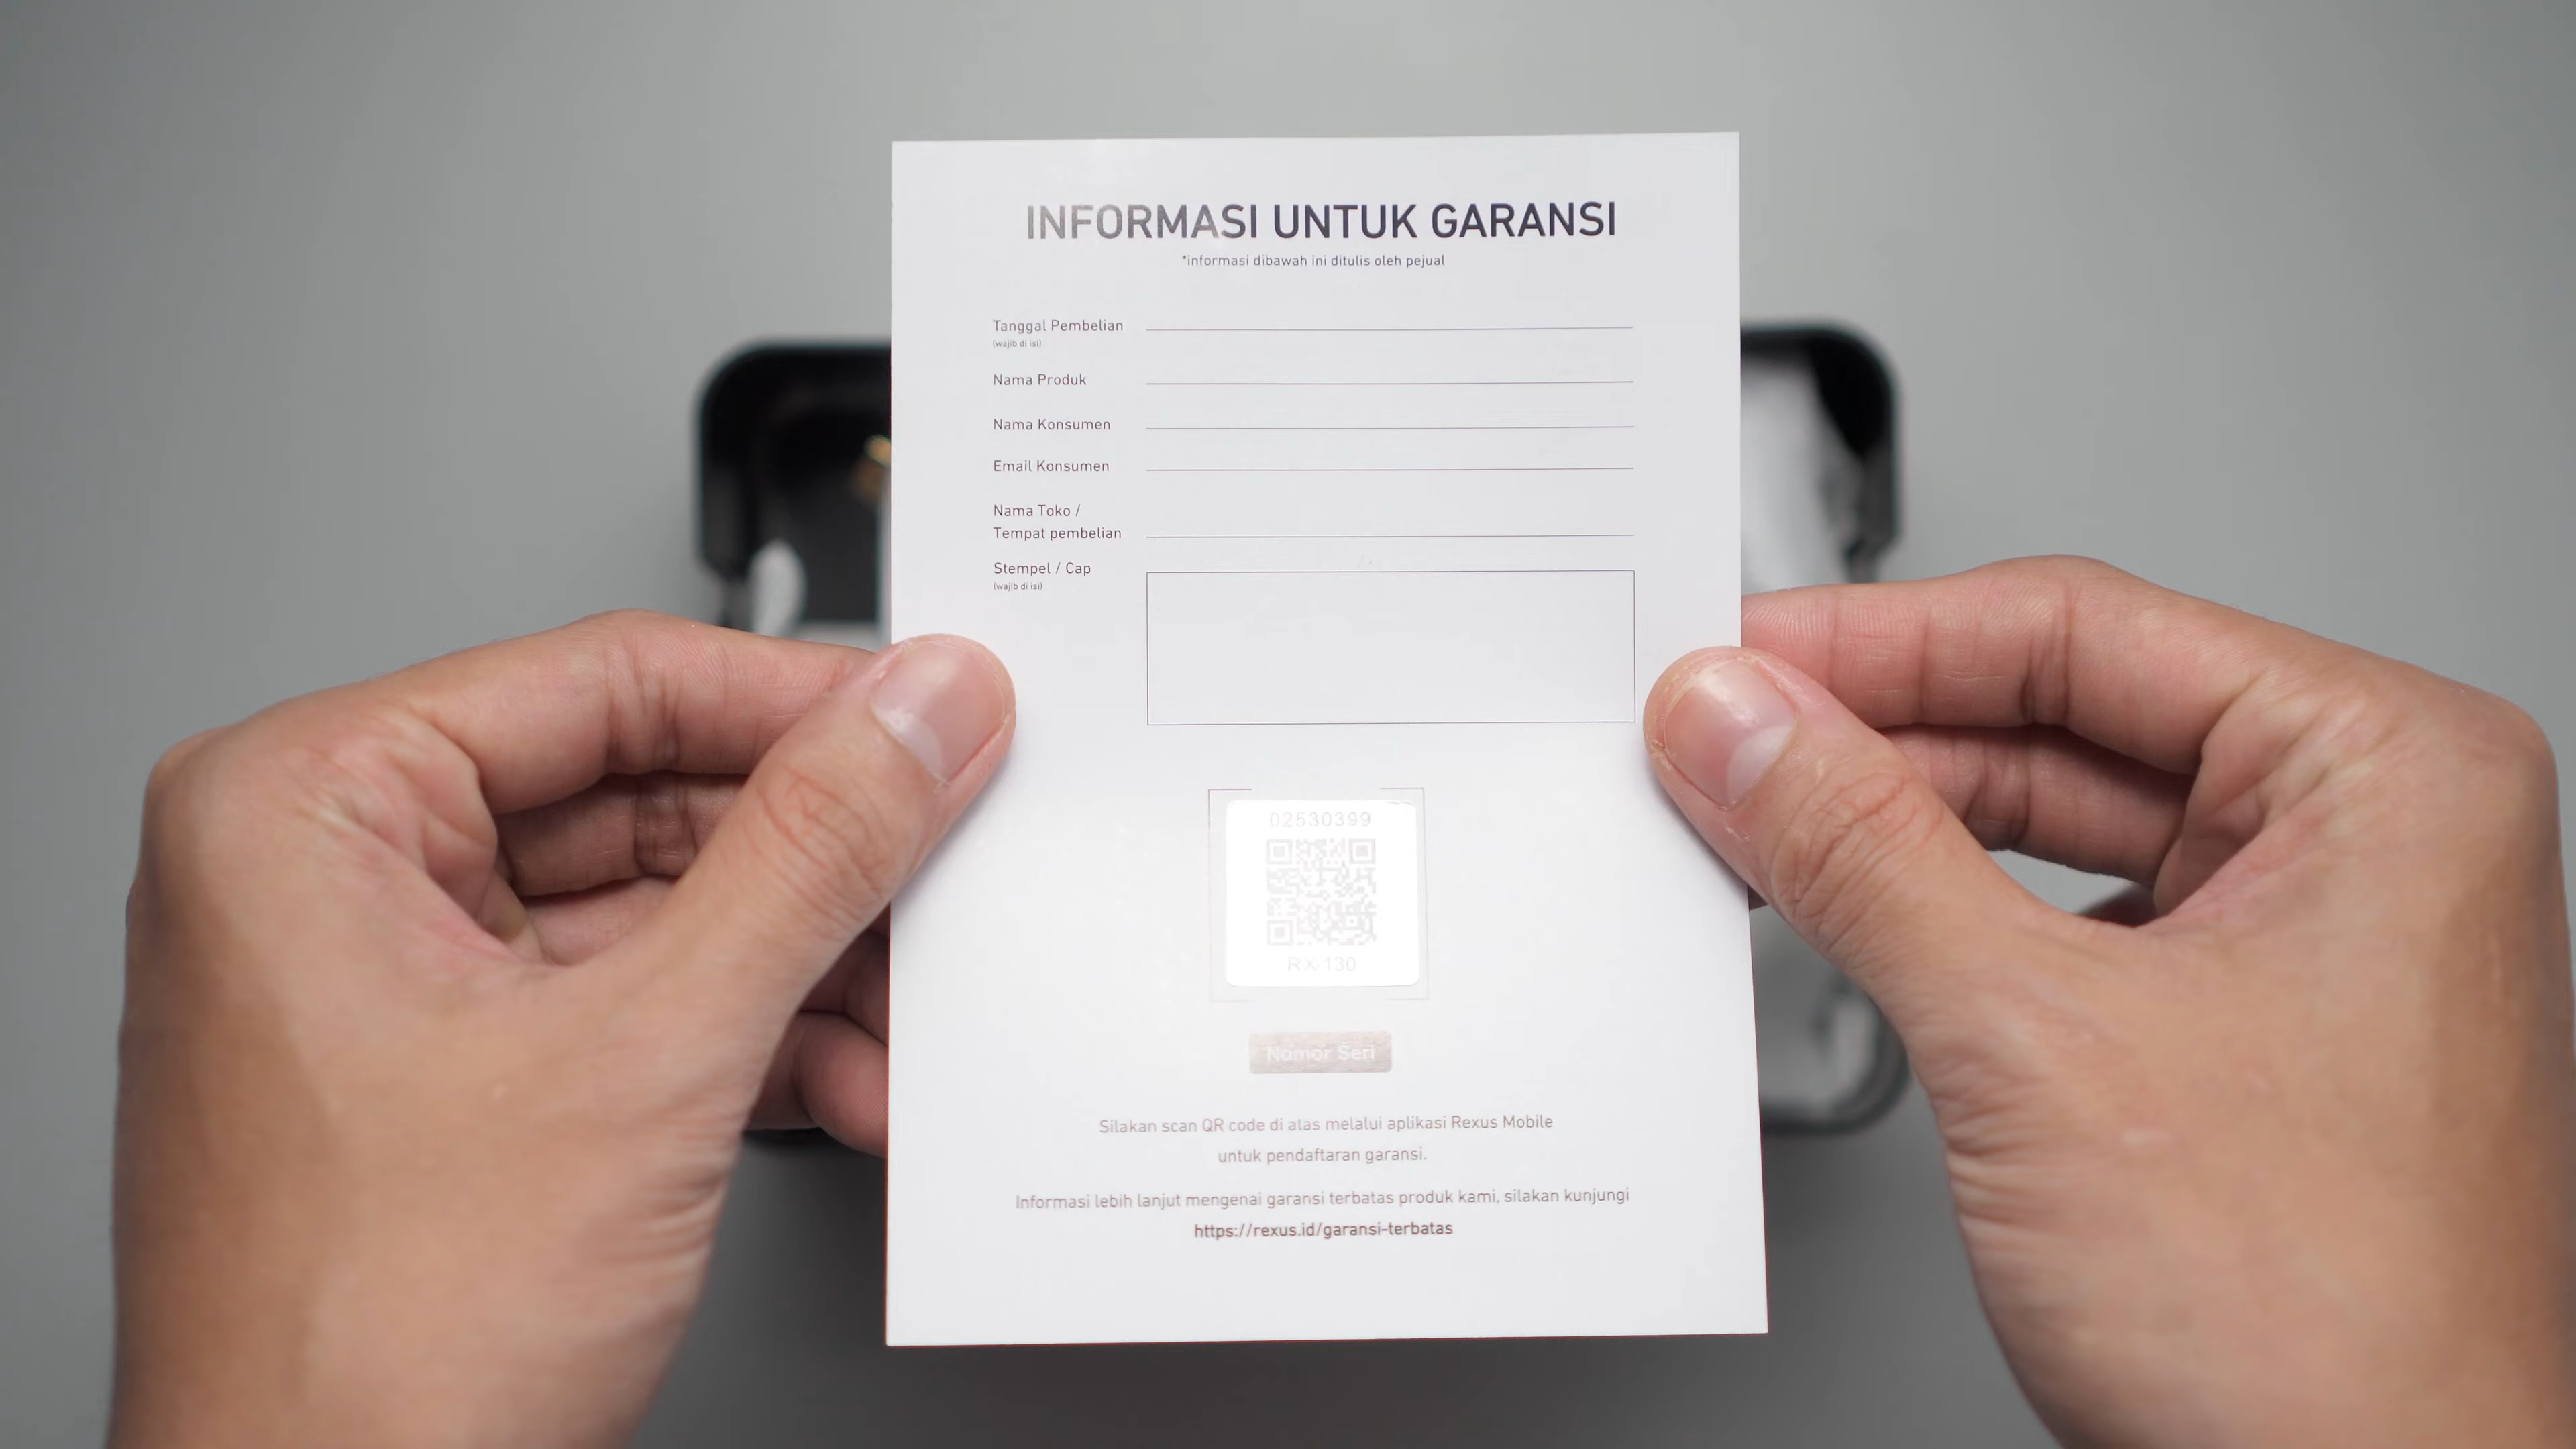 INFORMASI UNTUK GARANSI
*informasi dibawah ini ditulis oleh pejual
Tanggal Pembelian
(wajib di isi)
Nama Produk
Nama Konsumen
Email Konsumen
Nama Toko /
Tempat pembelian
Stempel / Cap
(wajib di isi)
02530399
RX-130
Nomor Seri
Silakan scan QR code di atas melalui aplikasi Rexus Mobile
untuk pendaftaran garansi.
Informasi lebih lanjut mengenai garansi terbatas produk kami, silakan kunjungi
https://rexus.id/garansi-terbatas